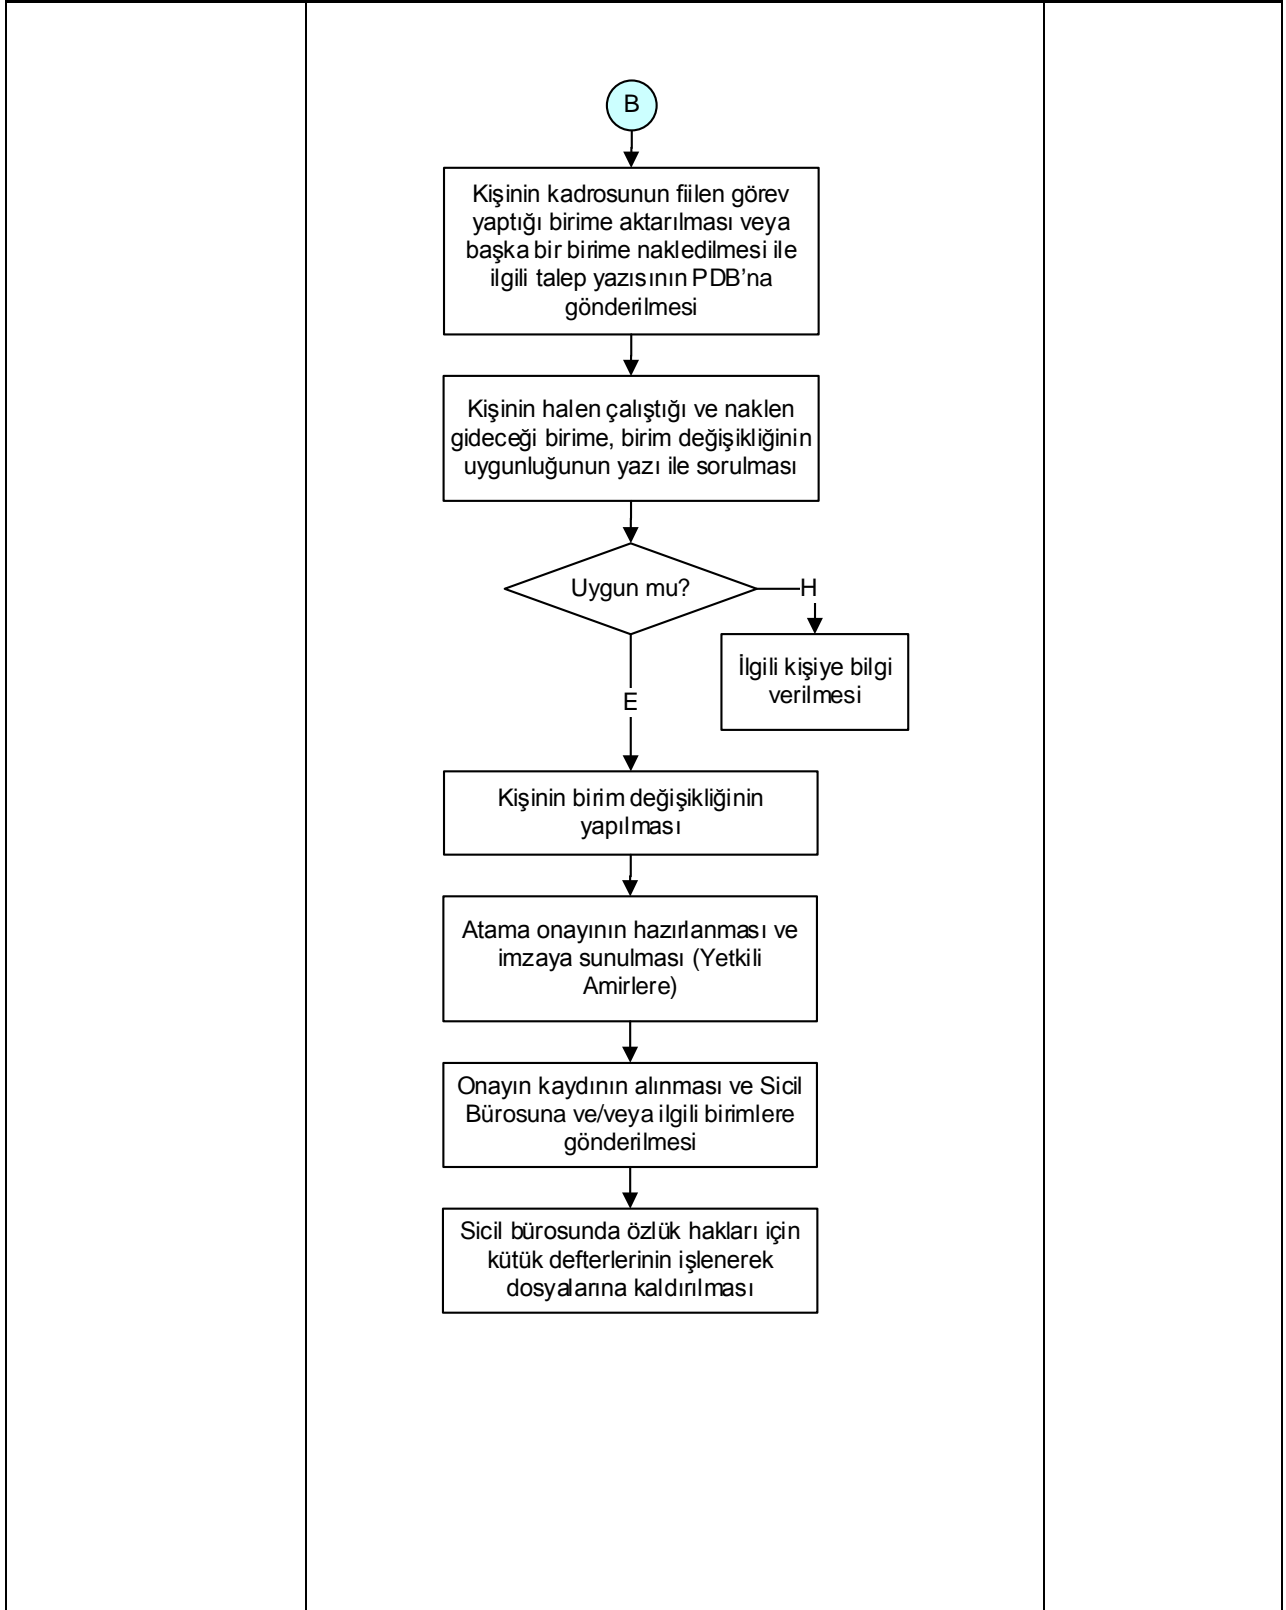 B
Kişinin kadrosunun fiilen görev
yaptığı birime aktarılması veya
başka bir birime nakledilmesi ile
ilgili talep yazısının PDB’na
gönderilmesi
Kişinin halen çalıştığı ve naklen
gideceği birime, birim değişikliğinin
uygunluğunun yazı ile sorulması
Uygun mu?
H
İlgili kişiye bilgi
verilmesi
E
Kişinin birim değişikliğinin
yapılması
Atama onayının hazırlanması ve
imzaya sunulması (Yetkili
Amirlere)
Onayın kaydının alınması ve Sicil
Bürosuna ve/veya ilgili birimlere
gönderilmesi
Sicil bürosunda özlük hakları için
kütük defterlerinin işlenerek
dosyalarına kaldırılması